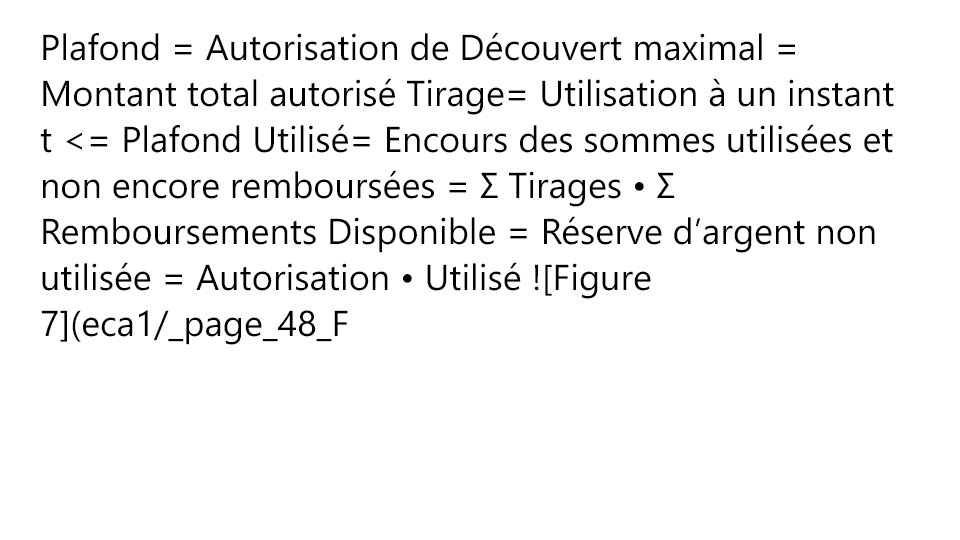 Plafond = Autorisation de Découvert maximal =
Montant total autorisé Tirage= Utilisation à un instant
t <= Plafond Utilisé= Encours des sommes utilisées et
non encore remboursées = Σ Tirages • Σ
Remboursements Disponible = Réserve d’argent non
utilisée = Autorisation • Utilisé ![Figure
7](eca1/_page_48_F